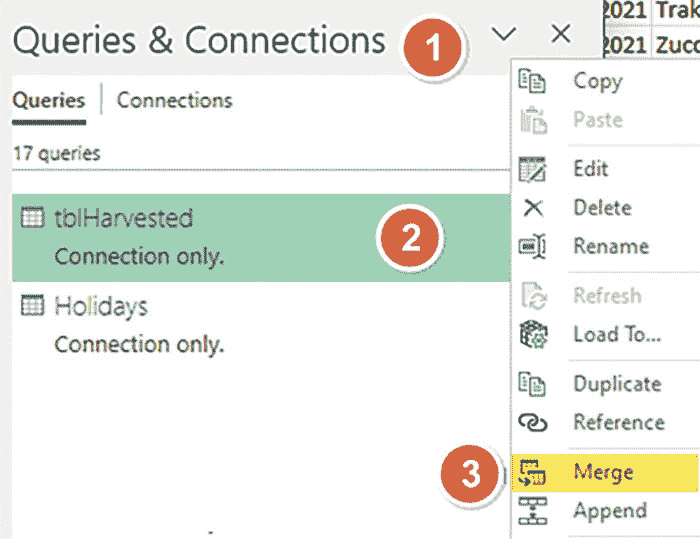 Queries & Connections
1
Queries | Connections
17 queries
tblHarvested
Connection only.
2
Holidays
Connection only.
3
2021 Trak
2021 Zucc
Copy
Paste
Edit
Delete
Rename
Refresh
Load To...
Duplicate
Reference
Merge
Append